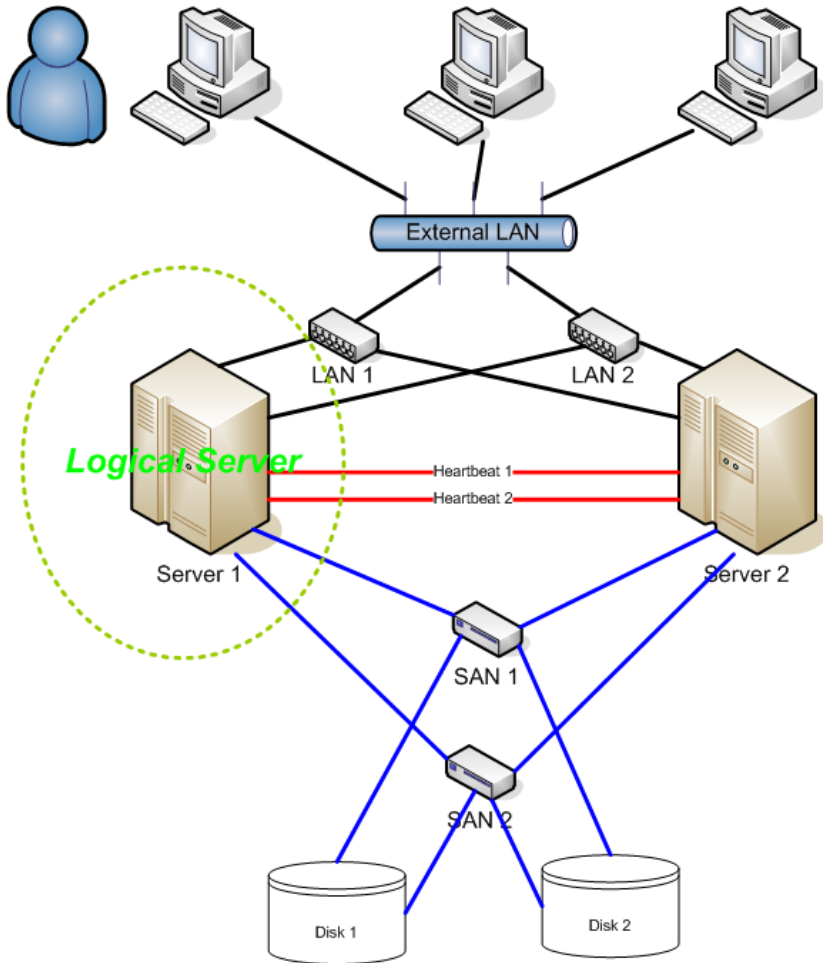 External LAN
LAN 1
LAN 2
Logical Server
Heartbeat 1
Heartbeat 2
Server 1
Server 2
SAN 1
SAN 2
Disk 1
Disk 2